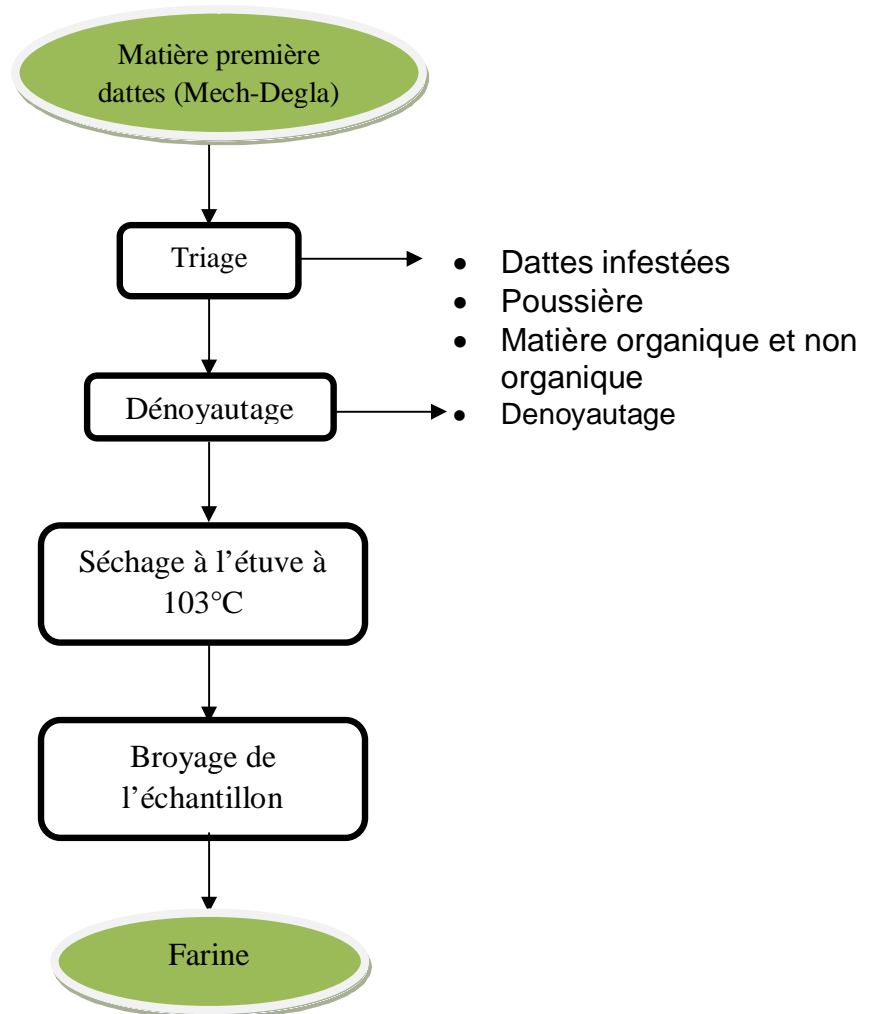 Matière première
dattes (Mech-Degla)
Triage
• Dattes infestées
• Poussière
• Matière organique et non
organique
Dénoyautage
• Denoyautage
Séchage à l’étuve à
103°C
Broyage de
l’échantillon
Farine